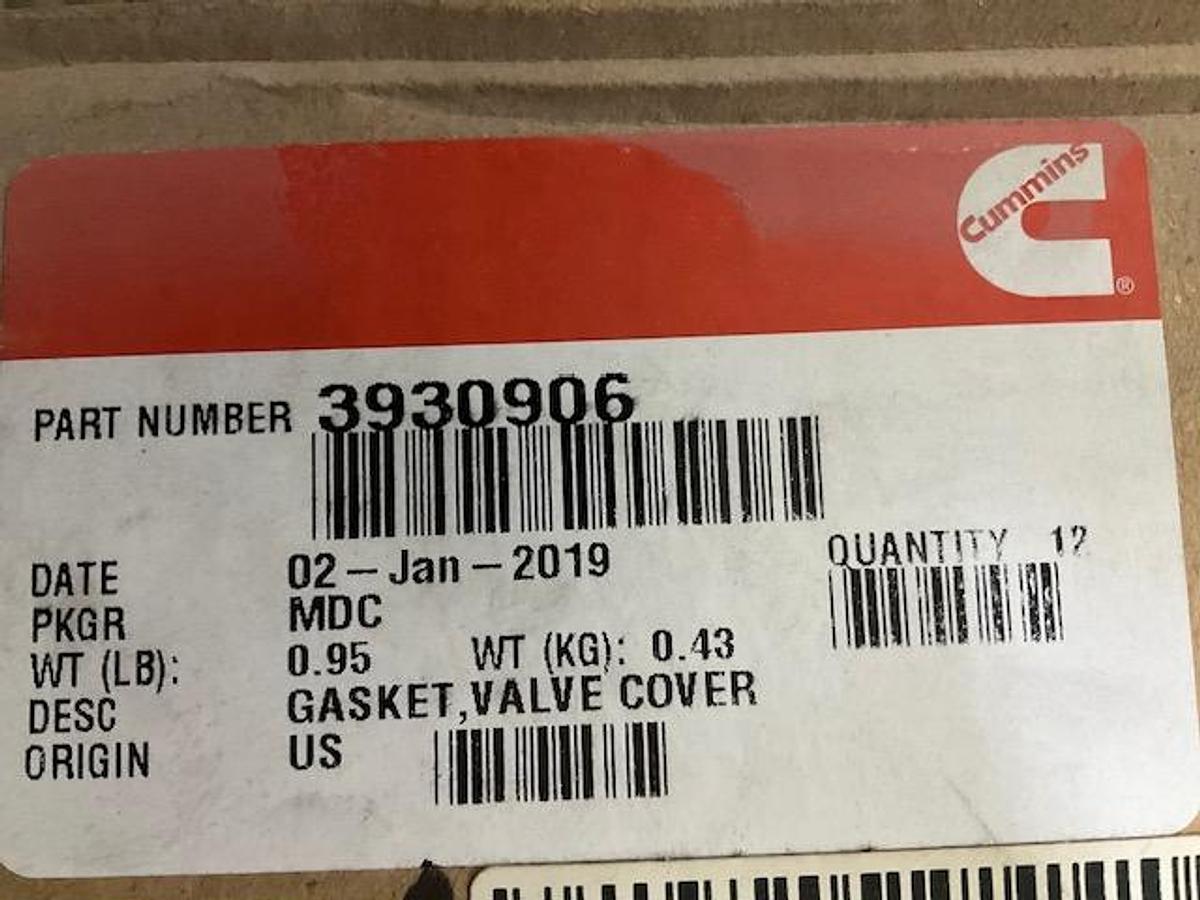 Cummins
®
PART NUMBER 3930906
DATE 02-Jan-2019
QUANTITY 12
PKGR MDC
WT (LB): 0.95 WT (KG): 0.43
DESC GASKET,VALVE COVER
ORIGIN US